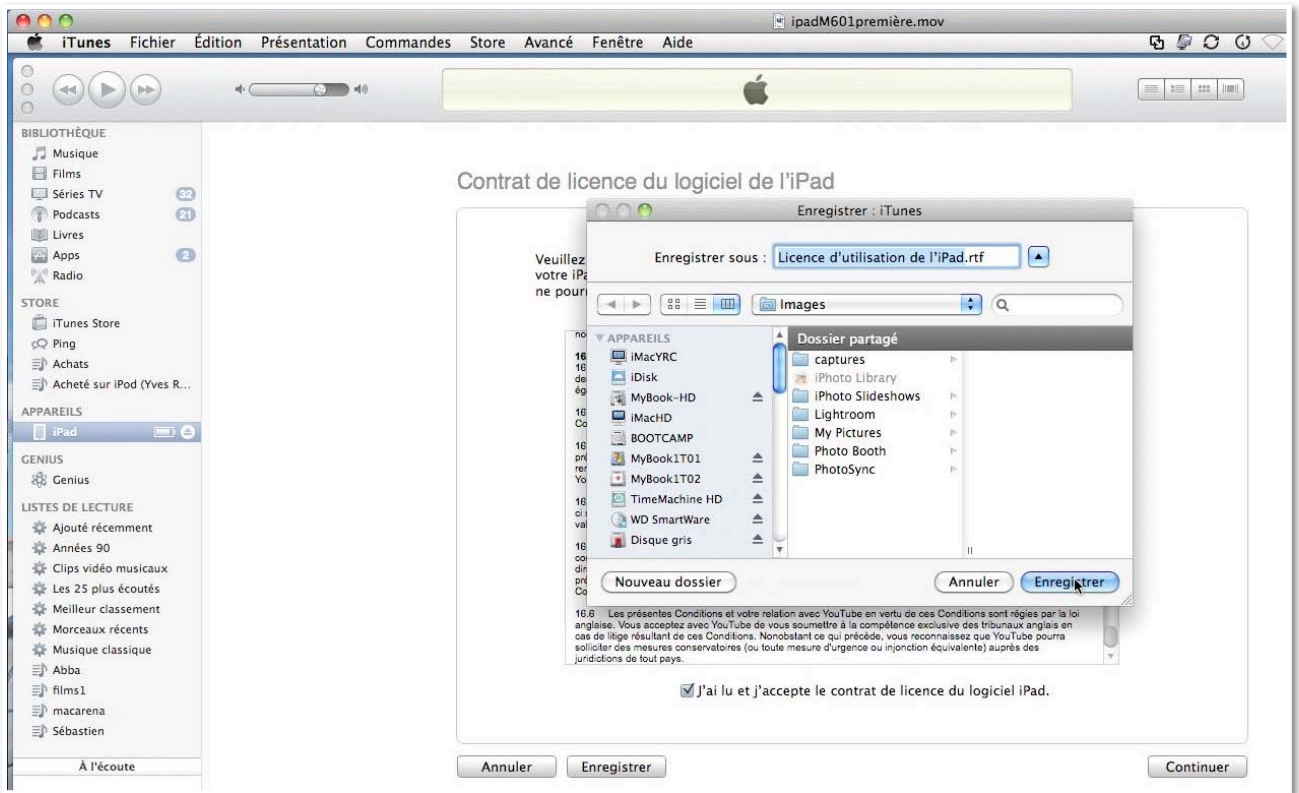 ipadM601première.mov
iTunes Fichier Édition Présentation Commandes Store Avancé Fenêtre Aide
BIBLIOTHÈQUE
Musique
Films
Séries TV 32
Podcasts 21
Livres
Apps 2
Radio
STORE
iTunes Store
Ping
Achats
Acheté sur iPod (Yves R...
APPAREILS
iPad
GENIUS
Genius
LISTES DE LECTURE
Ajouté récemment
Années 90
Clips vidéo musicaux
Les 25 plus écoutés
Meilleur classement
Morceaux récents
Musique classique
Abba
films1
macarena
Sébastien
À l'écoute
Contrat de licence du logiciel de l'iPad
Veuillez
votre iPa
ne pourr
Enregistrer : iTunes
Enregistrer sous : Licence d'utilisation de l'iPad.rtf
Images
APPAREILS
iMacYRC
iDisk
MyBook-HD
iMacHD
BOOTCAMP
MyBook1T01
MyBook1T02
TimeMachine HD
WD SmartWare
Disque gris
Dossier partagé
captures
iPhoto Library
iPhoto Slideshows
Lightroom
My Pictures
Photo Booth
PhotoSync
Nouveau dossier Annuler Enregistrer
16.6 Les présentes Conditions et votre relation avec YouTube en vertu de ces Conditions sont régies par la loi
anglaise. Vous acceptez avec YouTube de vous soumettre à la compétence exclusive des tribunaux anglais en
cas de litige résultant de ces Conditions. Nonobstant ce qui précède, vous reconnaissez que YouTube pourra
solliciter des mesures conservatoires (ou toute mesure d'urgence ou injonction équivalente) auprès des
juridictions de tout pays.
J'ai lu et j'accepte le contrat de licence du logiciel iPad.
Annuler Enregistrer Continuer